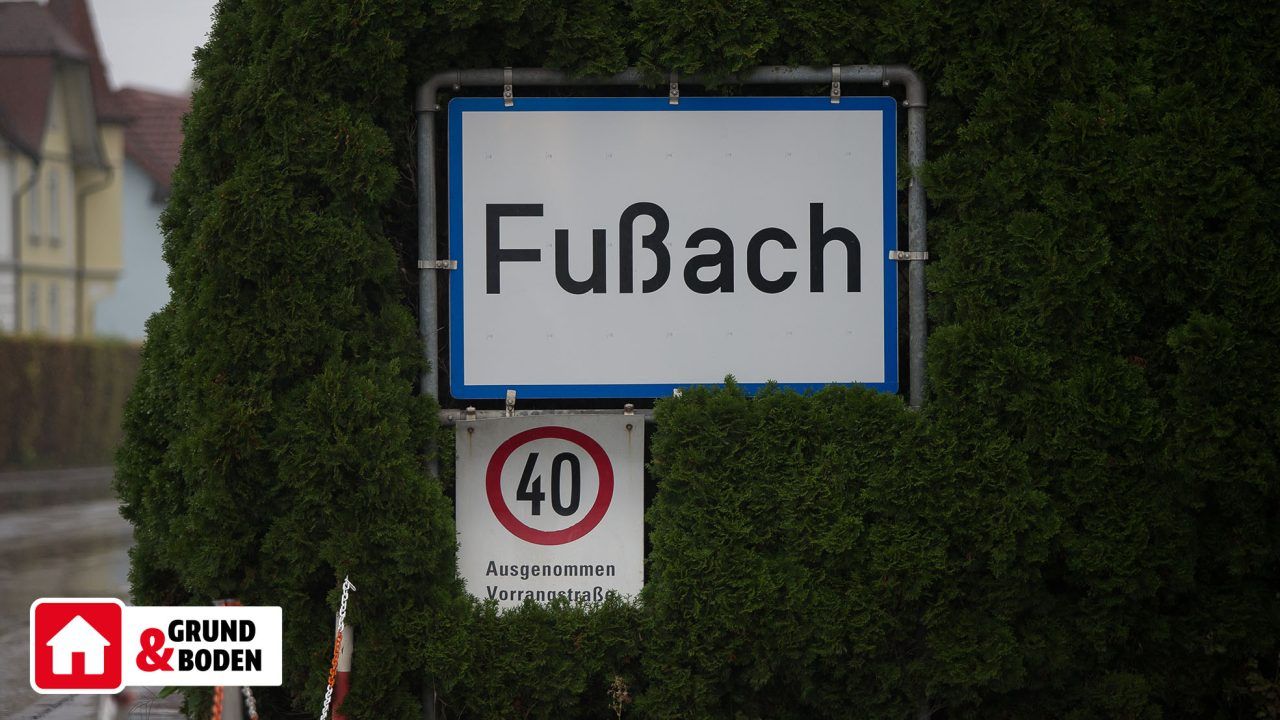 Fußach
40
Ausgenommen
Vorrangstraße
GRUND
& BODEN